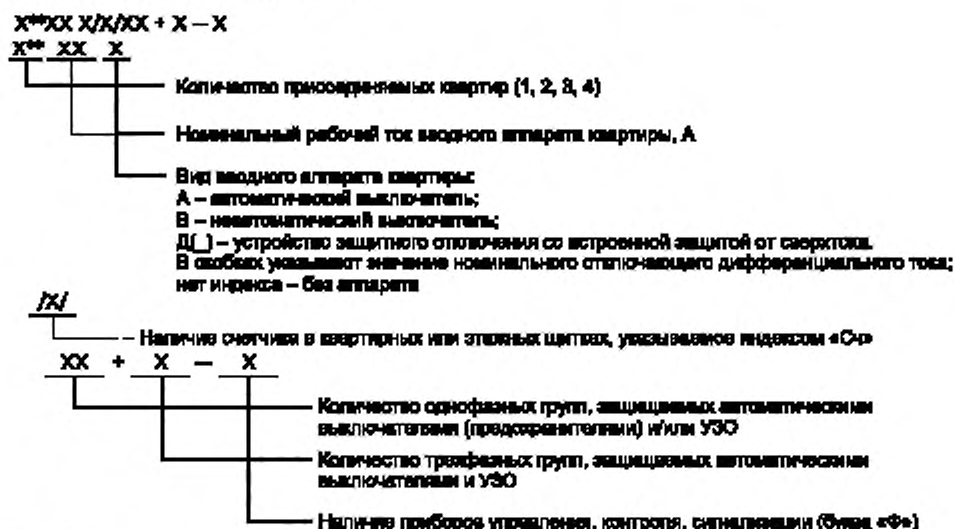 X**XX X/X/XX + X – X
X** XX X
Количество присоединяемых квартир (1, 2, 3, 4)
Номинальный рабочей ток вводного аппарата квартиры, А
Вид вводного аппарата квартиры:
А – автоматический выключатель;
В – неавтоматический выключатель;
Д(_) – устройство защитного отключения со встроенной защитой от сверхтока.
В скобках указывают значение номинального отключающего дифференциального тока;
нет индекса – без аппарата
/X/
– Наличие счетчика в квартирных или этажных щитках, указываемое индексом «Сч»
XX + X – X
Количество однофазных групп, защищаемых автоматическими
выключателями (предохранителями) и/или УЗО
Количество трехфазных групп, защищаемых автоматическими
выключателями и УЗО
Наличие приборов управления, контроля, сигнализации (буква «Ф»)